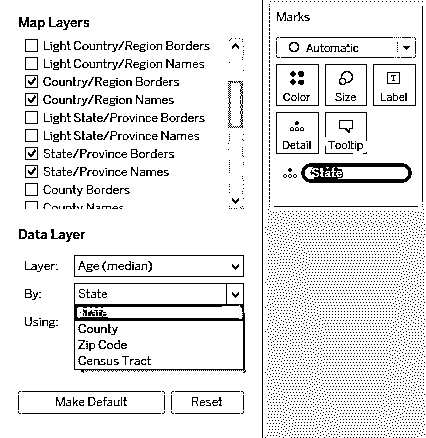 Map Layers
Light Country/Region Borders
Light Country/Region Names
Country/Region Borders
Country/Region Names
Light State/Province Borders
Light State/Province Names
State/Province Borders
State/Province Names
County Borders
County Names
Data Layer
Layer: Age (median)
By: State
State
Using:
County
Zip Code
Census Tract
Make Default Reset
Marks
Automatic
Color Size Label
Detail Tooltip
State